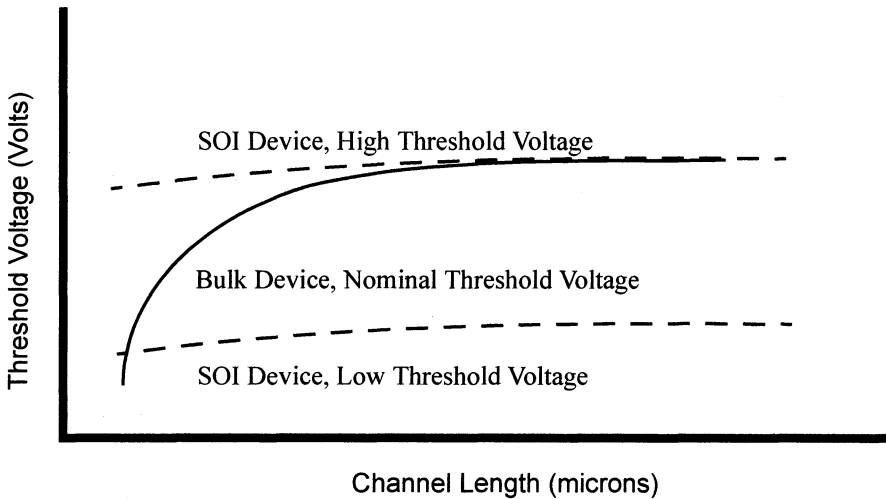 Threshold Voltage (Volts)
SOI Device, High Threshold Voltage
Bulk Device, Nominal Threshold Voltage
SOI Device, Low Threshold Voltage
Channel Length (microns)